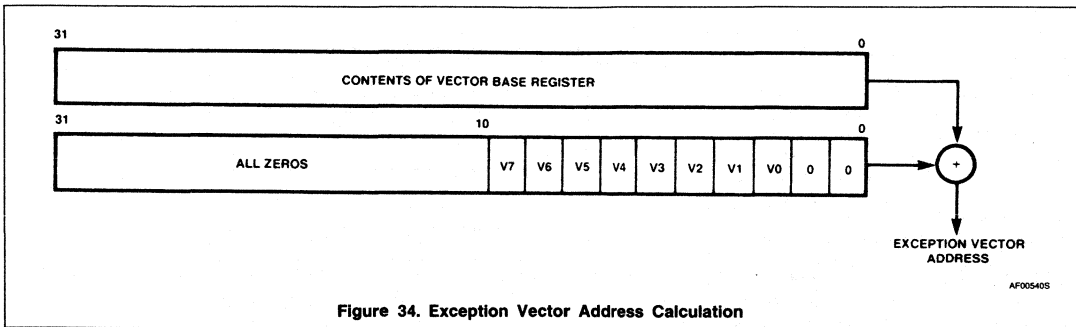 31 0
CONTENTS OF VECTOR BASE REGISTER
31 10 0
ALL ZEROS V7 V6 V5 V4 V3 V2 V1 V0 0 0
+
EXCEPTION VECTOR
ADDRESS
AF00540S
Figure 34. Exception Vector Address Calculation